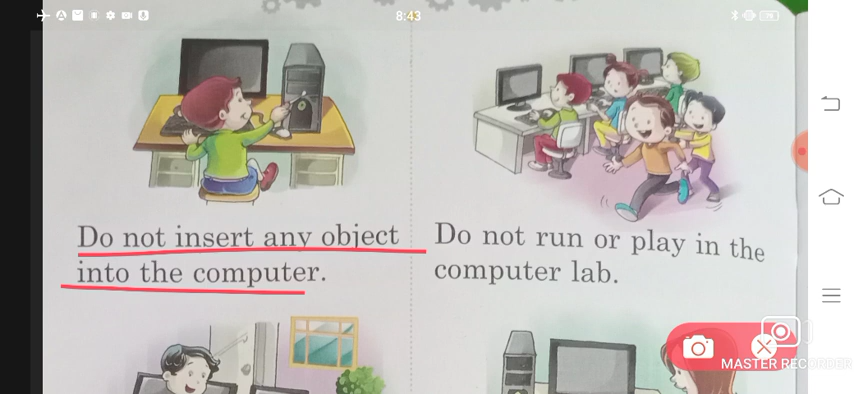 8:43
Do not insert any object
into the computer.
Do not run or play in the
computer lab.
MASTER RECORDER